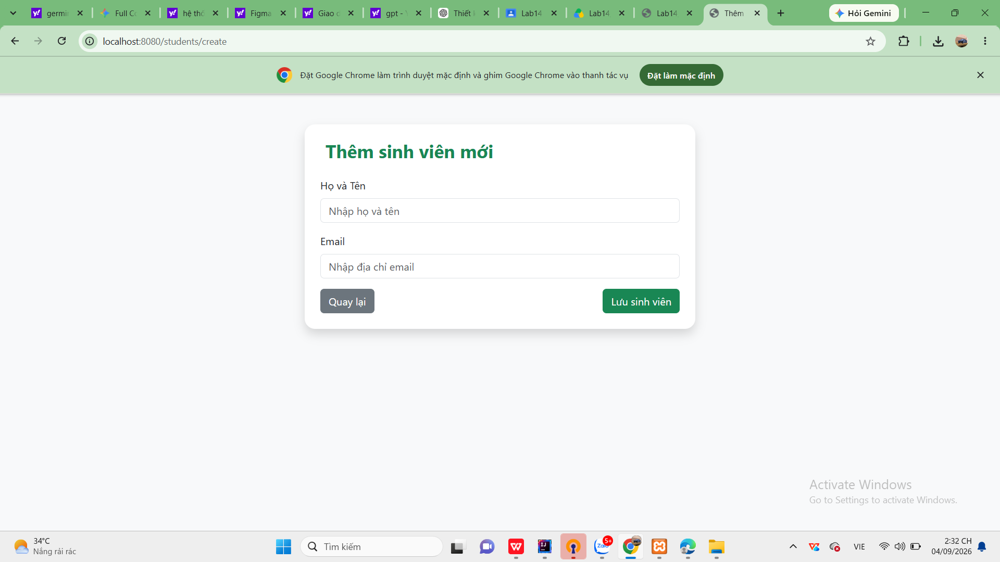 germi
Full Co
hệ thố
Figma
Giao d
gpt - Y
Thiết k
Lab14
Lab14
Lab14
Thêm
Hỏi Gemini
localhost:8080/students/create
Đặt Google Chrome làm trình duyệt mặc định và ghim Google Chrome vào thanh tác vụ
Đặt làm mặc định
Thêm sinh viên mới
Họ và Tên
Nhập họ và tên
Email
Nhập địa chỉ email
Quay lại
Lưu sinh viên
Activate Windows
Go to Settings to activate Windows.
34°C
Nắng rải rác
Tìm kiếm
Zalo
5+
VIE
2:32 CH
04/09/2026